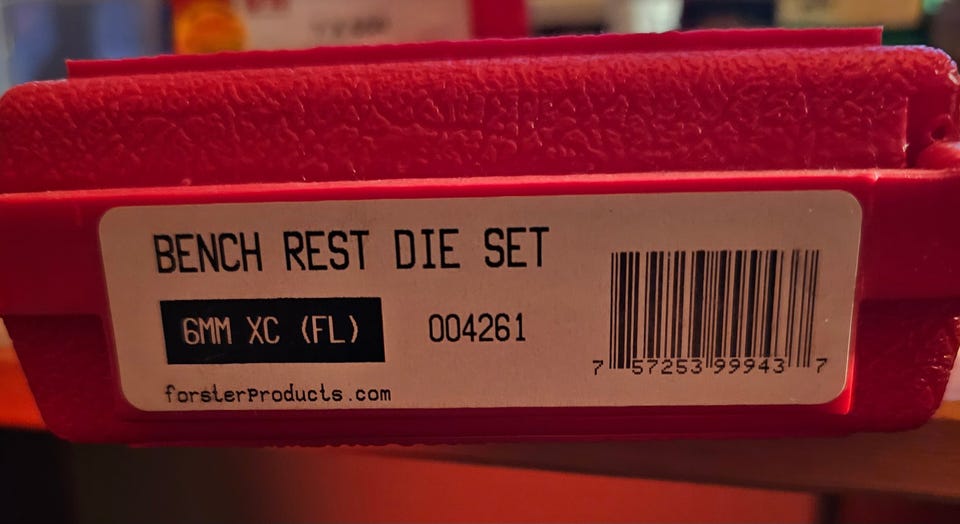 BENCH REST DIE SET
6MM XC (FL) 004261
forsterProducts.com
7 57253 99943 7